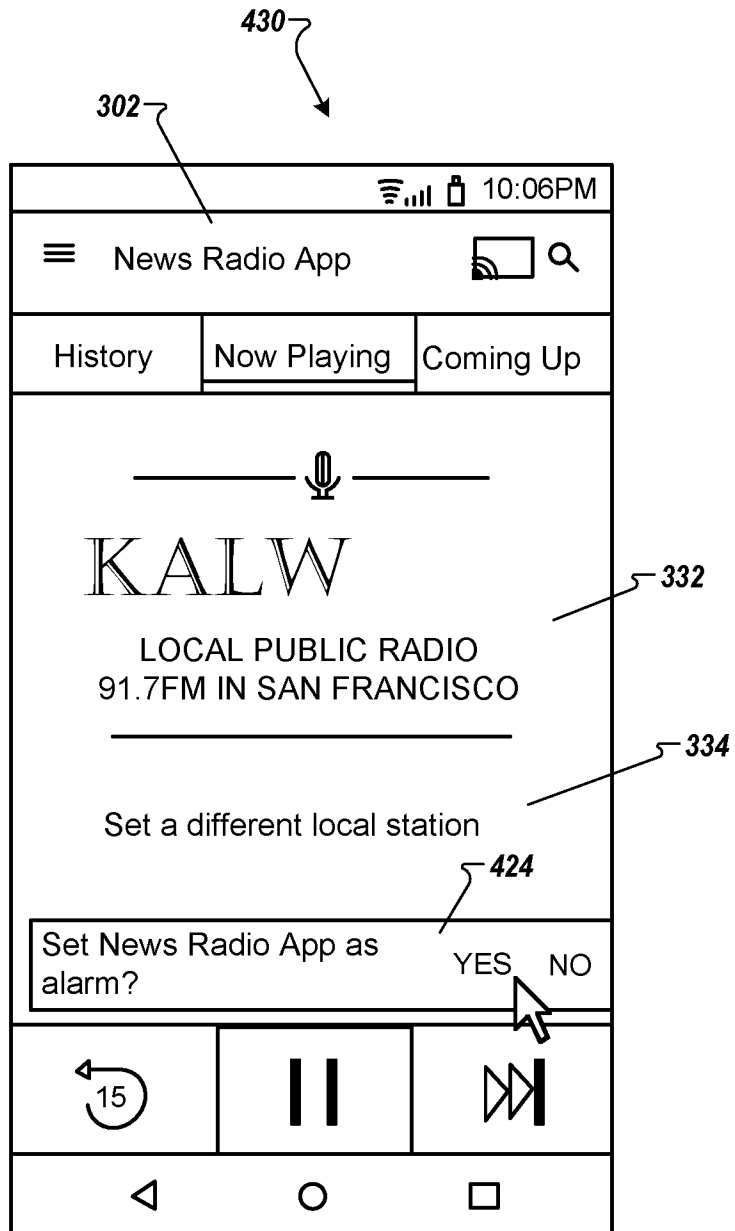 430
302
10:06PM
News Radio App
History Now Playing Coming Up
KALW
332
LOCAL PUBLIC RADIO
91.7FM IN SAN FRANCISCO
334
Set a different local station
424
Set News Radio App as
alarm?
YES NO
15